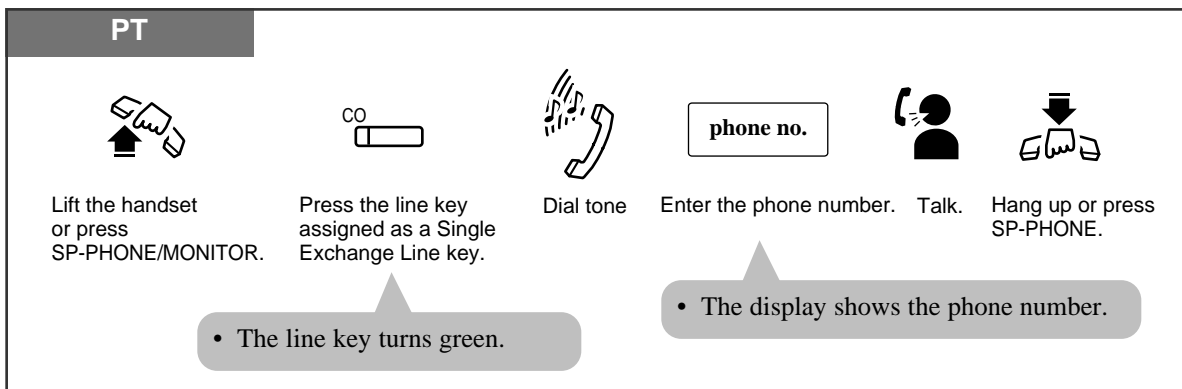 PT
CO
phone no.
Lift the handset
or press
SP-PHONE/MONITOR.
Press the line key
assigned as a Single
Exchange Line key.
Dial tone
Enter the phone number.
Talk.
Hang up or press
SP-PHONE.
• The line key turns green.
• The display shows the phone number.